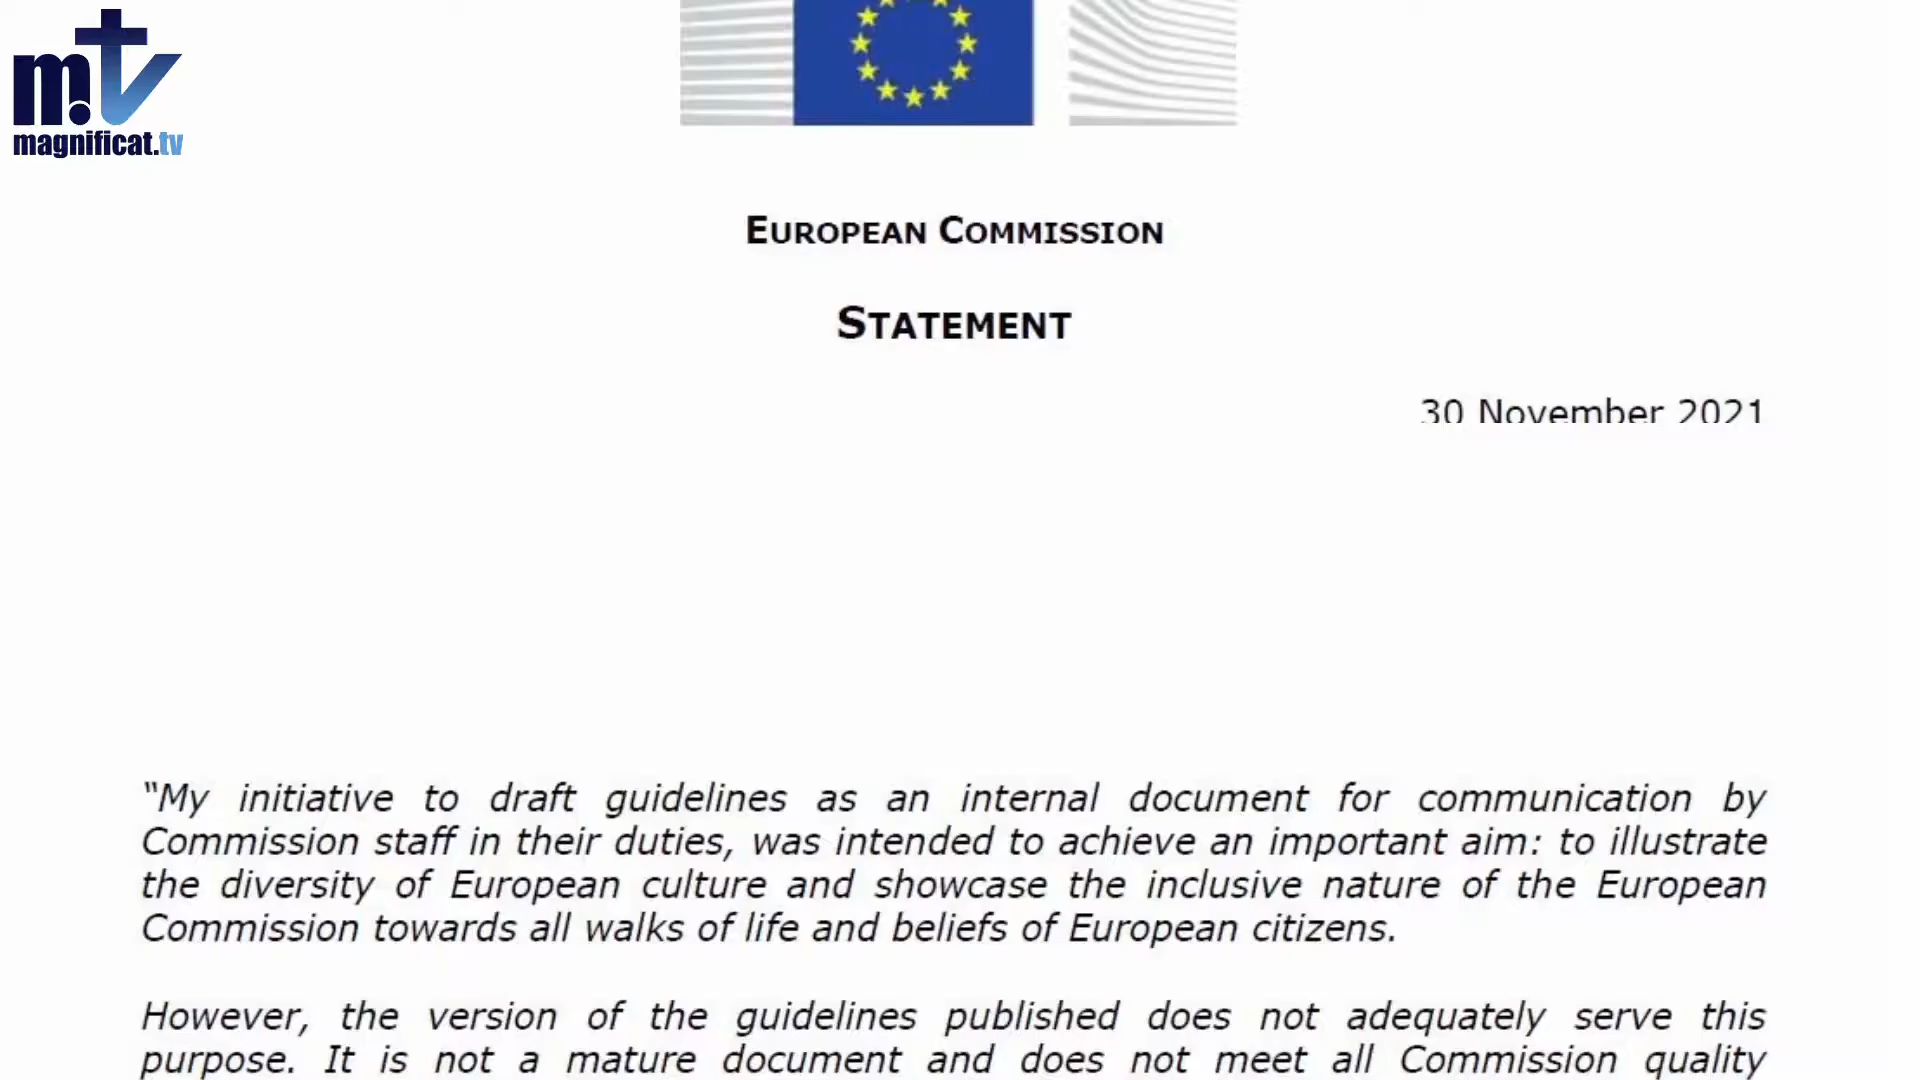 mtv
magnificat.tv
EUROPEAN COMMISSION
STATEMENT
30 November 2021
“My initiative to draft guidelines as an internal document for communication by
Commission staff in their duties, was intended to achieve an important aim: to illustrate
the diversity of European culture and showcase the inclusive nature of the European
Commission towards all walks of life and beliefs of European citizens.
However, the version of the guidelines published does not adequately serve this
purpose. It is not a mature document and does not meet all Commission quality